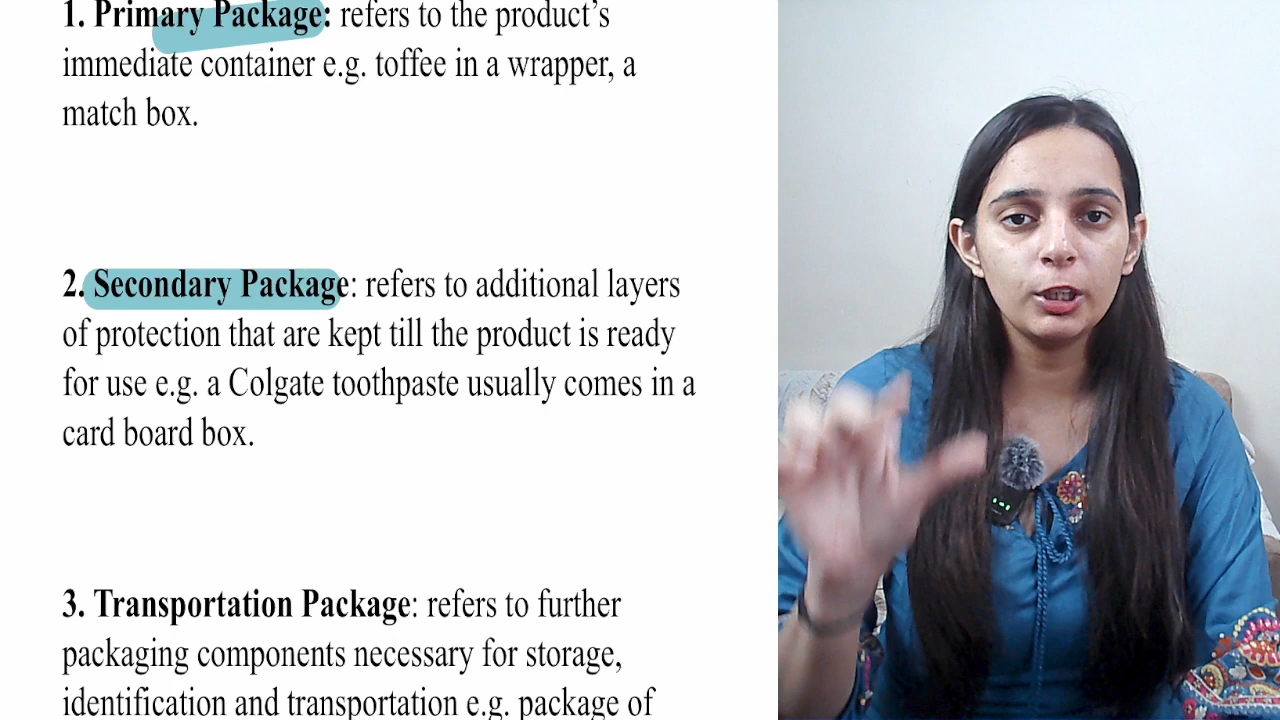 1. Primary Package: refers to the product’s
immediate container e.g. toffee in a wrapper, a
match box.
2. Secondary Package: refers to additional layers
of protection that are kept till the product is ready
for use e.g. a Colgate toothpaste usually comes in a
card board box.
3. Transportation Package: refers to further
packaging components necessary for storage,
identification and transportation e.g. package of